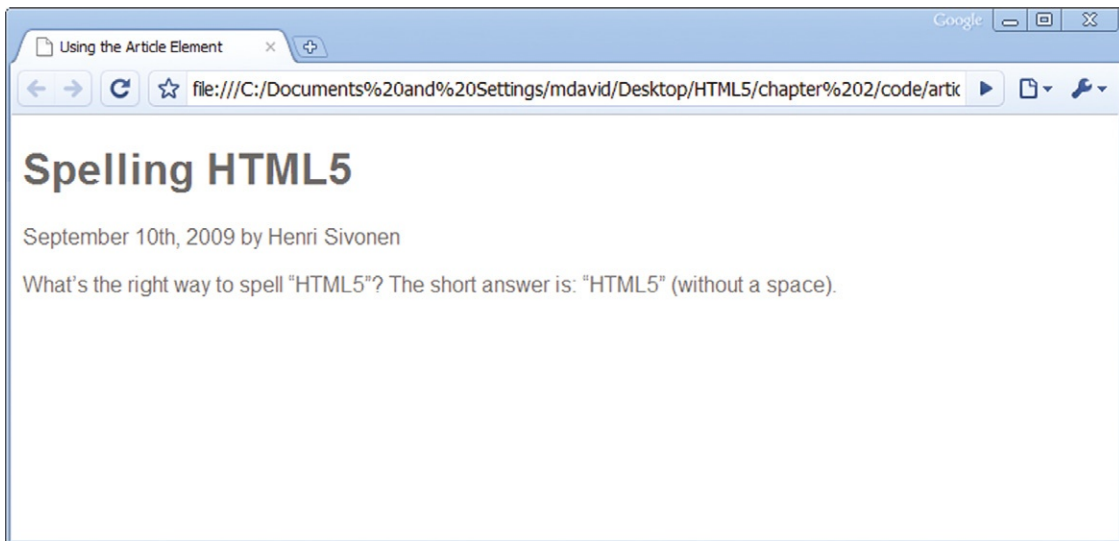 Google
Using the Article Element
file:///C:/Documents%20and%20Settings/mdavid/Desktop/HTML5/chapter%202/code/artic
Spelling HTML5
September 10th, 2009 by Henri Sivonen
What’s the right way to spell “HTML5”? The short answer is: “HTML5” (without a space).